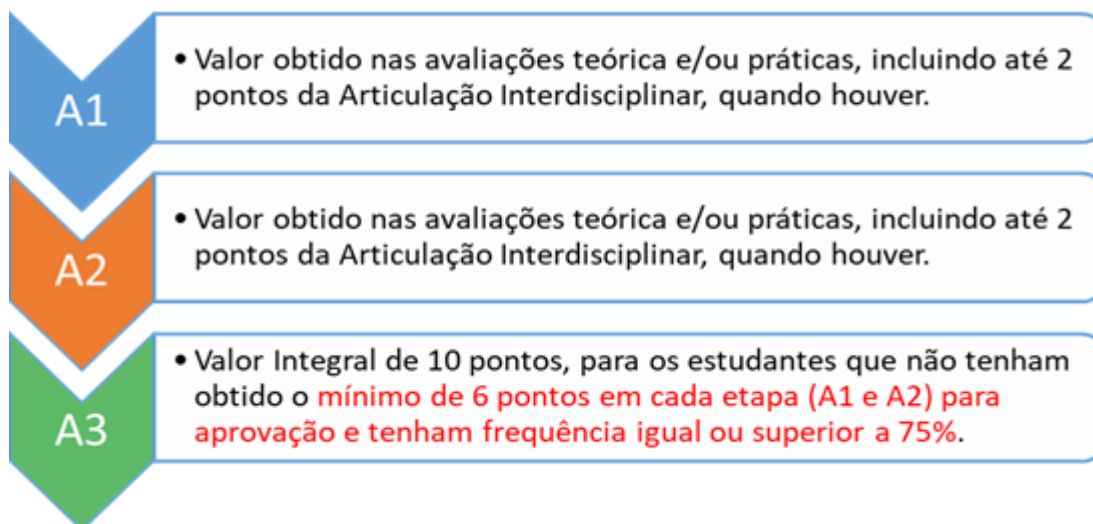 A1
• Valor obtido nas avaliações teórica e/ou práticas, incluindo até 2
pontos da Articulação Interdisciplinar, quando houver.
A2
• Valor obtido nas avaliações teórica e/ou práticas, incluindo até 2
pontos da Articulação Interdisciplinar, quando houver.
A3
• Valor Integral de 10 pontos, para os estudantes que não tenham
obtido o mínimo de 6 pontos em cada etapa (A1 e A2) para
aprovação e tenham frequência igual ou superior a 75%.